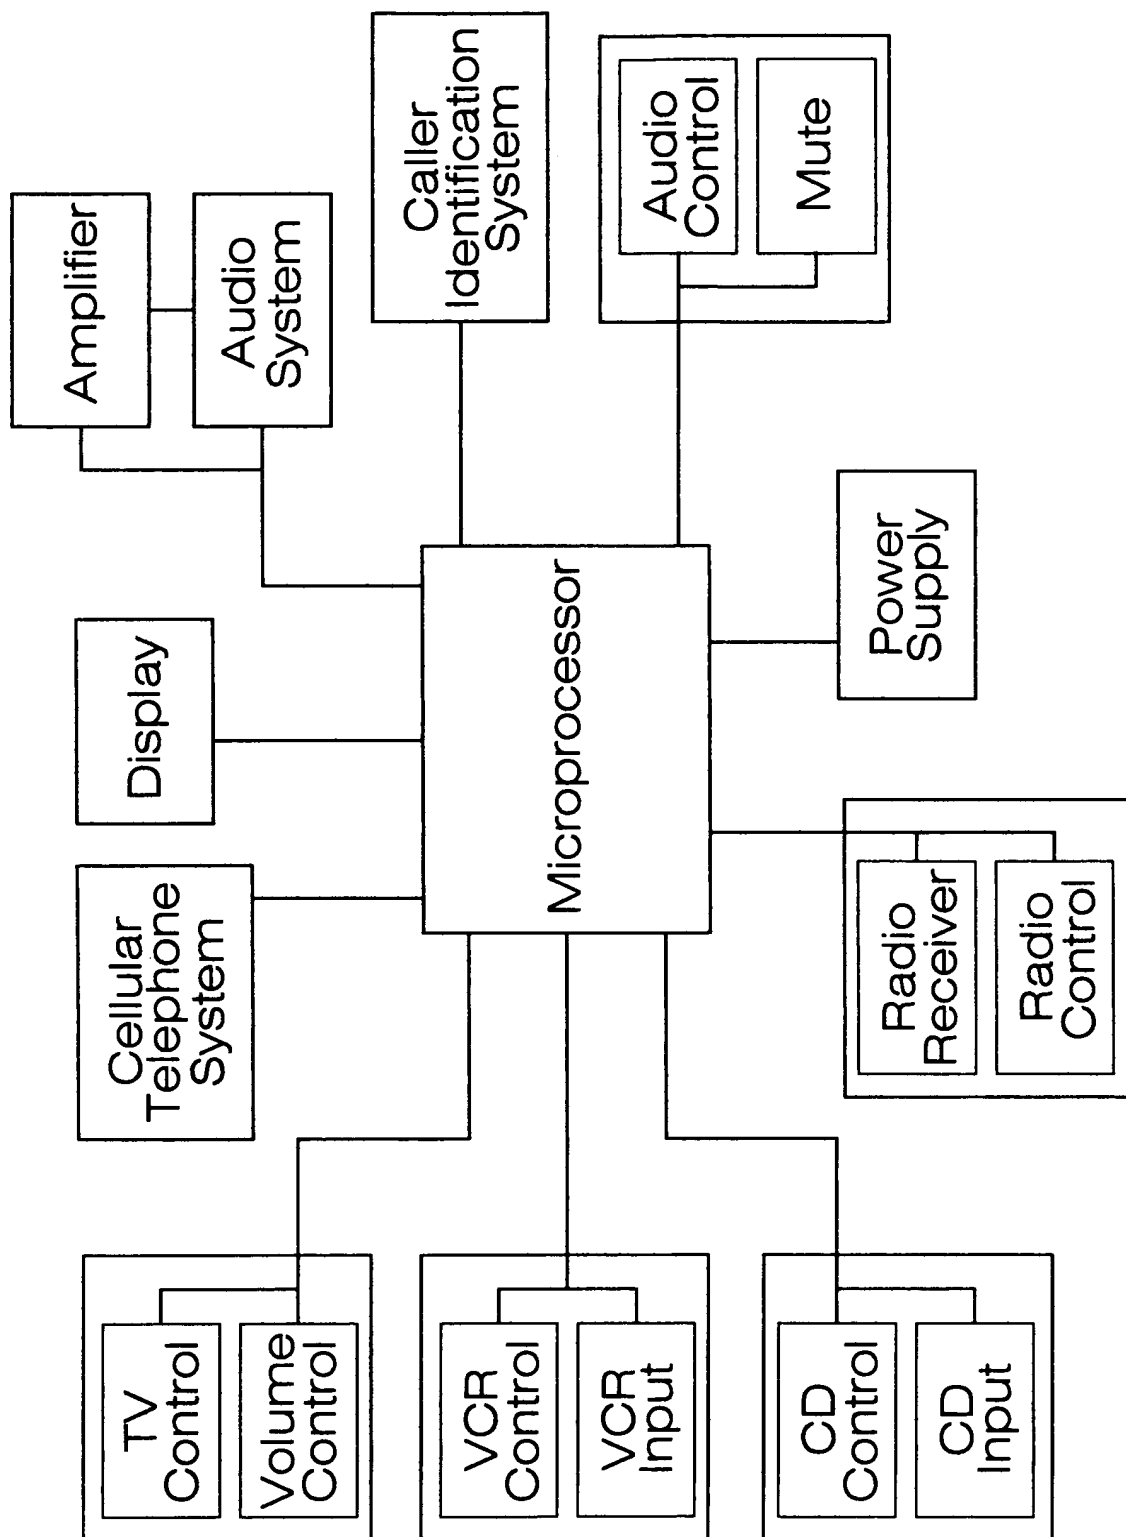 TV
Control
Volume
Control
Cellular
Telephone
System
Display
Amplifier
Audio
System
VCR
Control
VCR
Input
Microprocessor
Caller
Identification
System
CD
Control
CD
Input
Radio
Receiver
Radio
Control
Power
Supply
Audio
Control
Mute